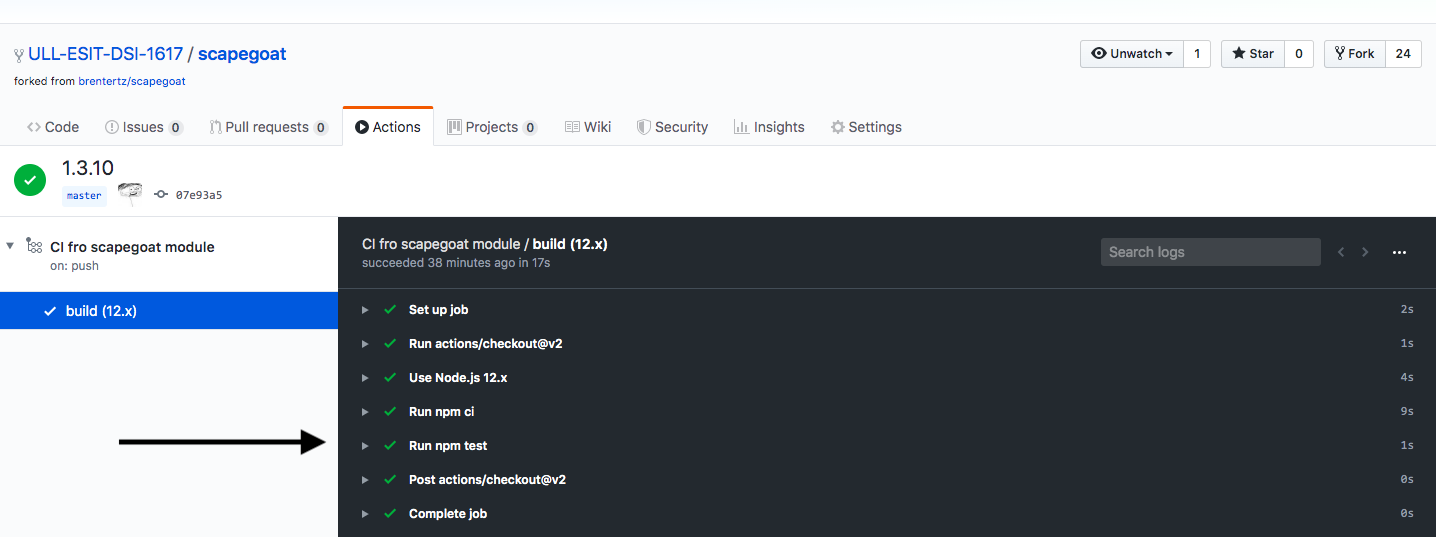 ULL-ESIT-DSI-1617 / scapegoat
Unwatch 1 Star 0 Fork 24
forked from brentertz/scapegoat
Code Issues 0 Pull requests 0 Actions Projects 0 Wiki Security Insights Settings
1.3.10
master 07e93a5
CI fro scapegoat module
on: push
build (12.x)
CI fro scapegoat module / build (12.x)
succeeded 38 minutes ago in 17s
Search logs
Set up job 2s
Run actions/checkout@v2 1s
Use Node.js 12.x 4s
Run npm ci 9s
Run npm test 1s
Post actions/checkout@v2 0s
Complete job 0s